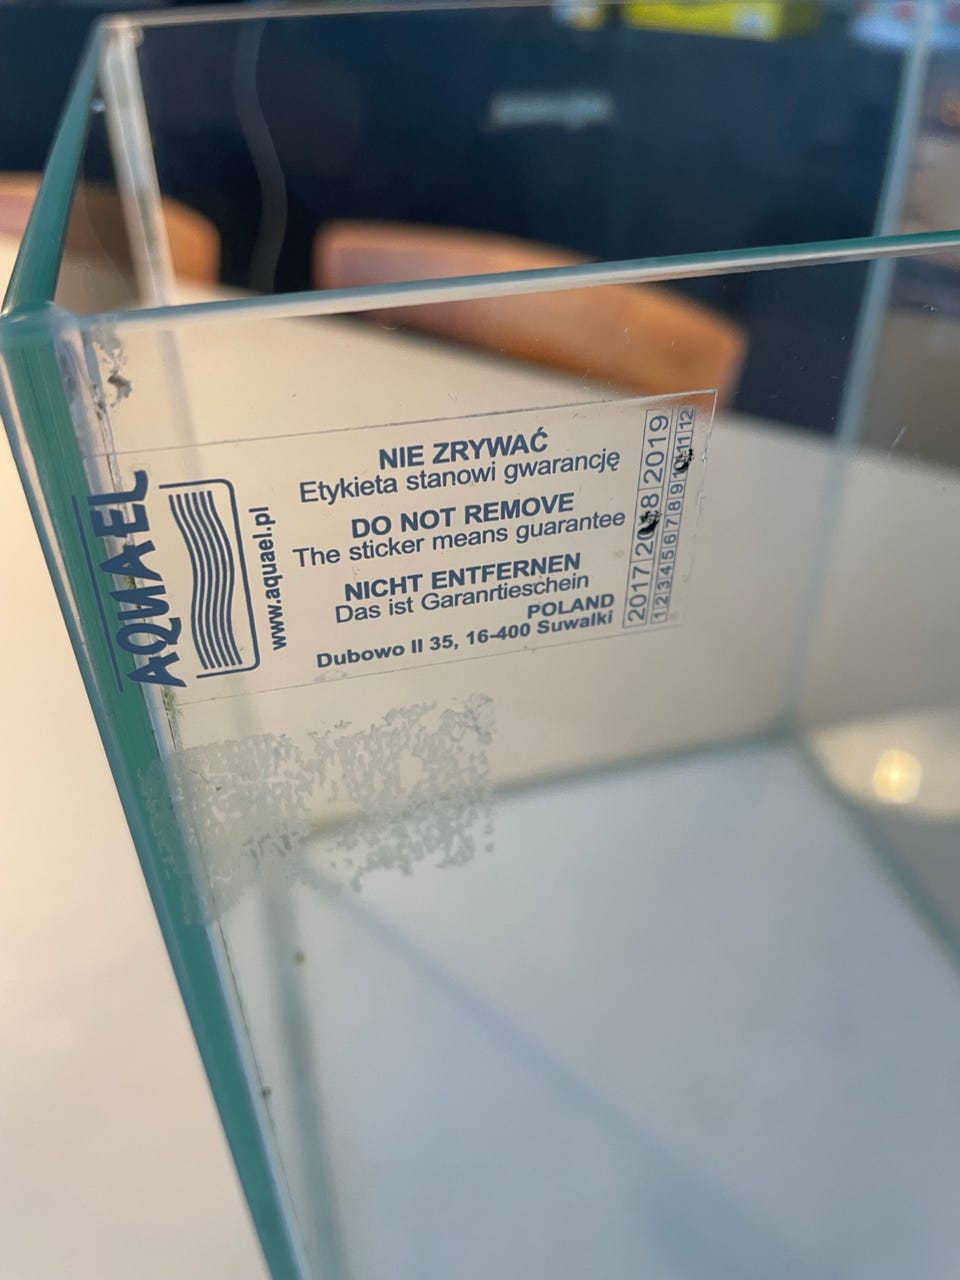 AQUAEL
www.aquael.pl
NIE ZRYWAĆ
Etykieta stanowi gwarancję
DO NOT REMOVE
The sticker means guarantee
NICHT ENTFERNEN
Das ist Garanrtieschein
POLAND
Dubowo II 35, 16-400 Suwalki
2017 2018 2019
1 2 3 4 5 6 7 8 9 10 11 12